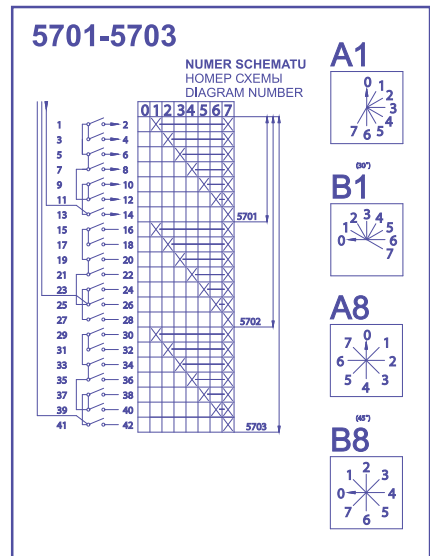 5701-5703
NUMER SCHEMATU
НОМЕР СХЕМЫ
DIAGRAM NUMBER
0 1 2 3 4 5 6 7
1 2
3 4
5 6
7 8
9 10
11 12
13 14
5701
15 16
17 18
19 20
21 22
23 24
25 26
27 28
5702
29 30
31 32
33 34
35 36
37 38
39 40
41 42
5703
A1
0 1 2 3 4 5 6 7
B1
(30°)
0 1 2 3 4 5 6 7
A8
0 1 2 3 4 5 6 7
(45°)
B8
0 1 2 3 4 5 6 7